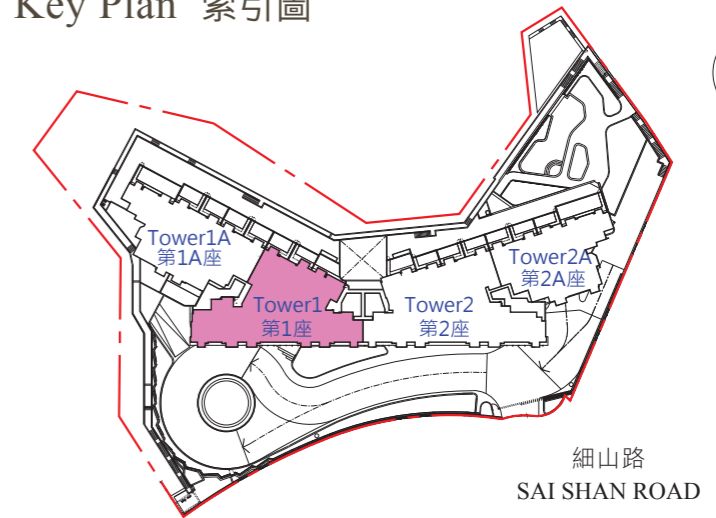 Key Plan 索引圖
Tower1A
第1A座
Tower2A
第2A座
Tower1
第1座
Tower2
第2座
細山路
SAI SHAN ROAD